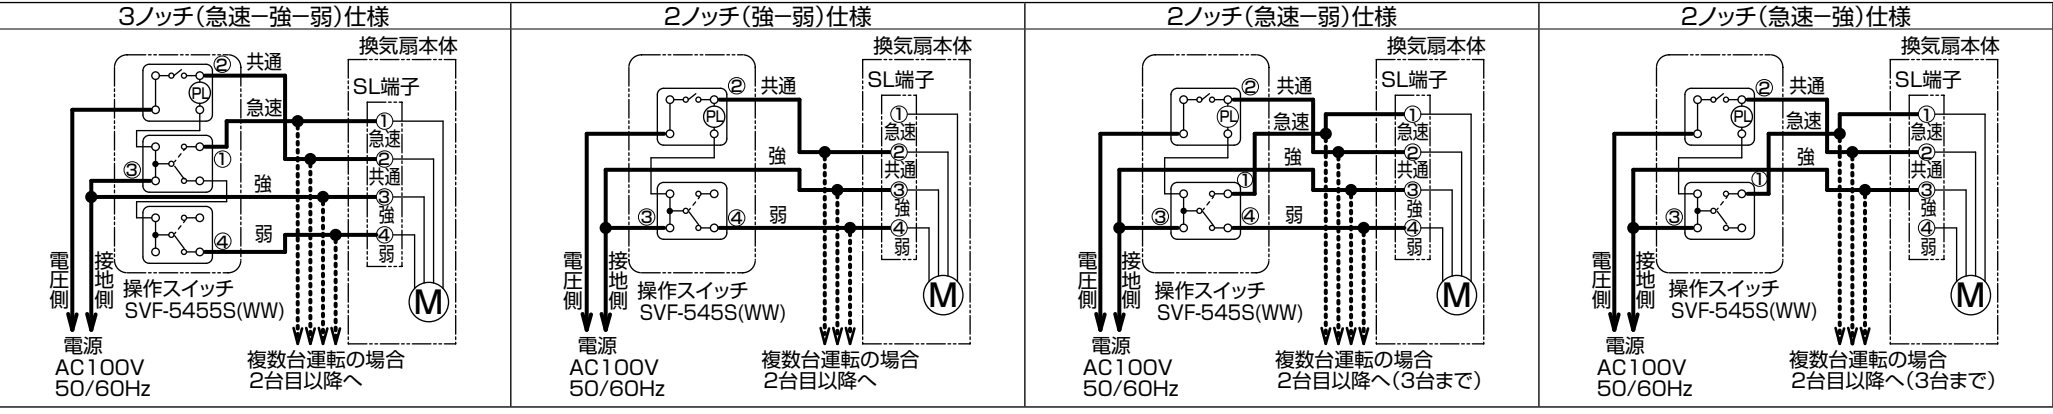 3ノッチ（急速−強−弱）仕様
換気扇本体
SL端子
②
共通
PL
急速
①
①
急速
②
共通
③
強
③
強
④
弱
④
弱
電圧側
接地側
操作スイッチ
SVF-5455S(WW)
M
電源
AC100V
50/60Hz
複数台運転の場合
2台目以降へ
2ノッチ（強−弱）仕様
換気扇本体
SL端子
②
共通
PL
①
急速
②
共通
強
③
強
③
④
弱
④
弱
電圧側
接地側
操作スイッチ
SVF-545S(WW)
M
電源
AC100V
50/60Hz
複数台運転の場合
2台目以降へ
2ノッチ（急速−弱）仕様
換気扇本体
SL端子
②
共通
PL
急速
①
急速
②
共通
強
①
③
強
③
④
弱
④
弱
電圧側
接地側
操作スイッチ
SVF-545S(WW)
M
電源
AC100V
50/60Hz
複数台運転の場合
2台目以降へ（3台まで）
2ノッチ（急速−強）仕様
換気扇本体
SL端子
②
共通
PL
急速
①
急速
②
共通
強
①
③
強
③
④
弱
電圧側
接地側
操作スイッチ
SVF-545S(WW)
M
電源
AC100V
50/60Hz
複数台運転の場合
2台目以降へ（3台まで）